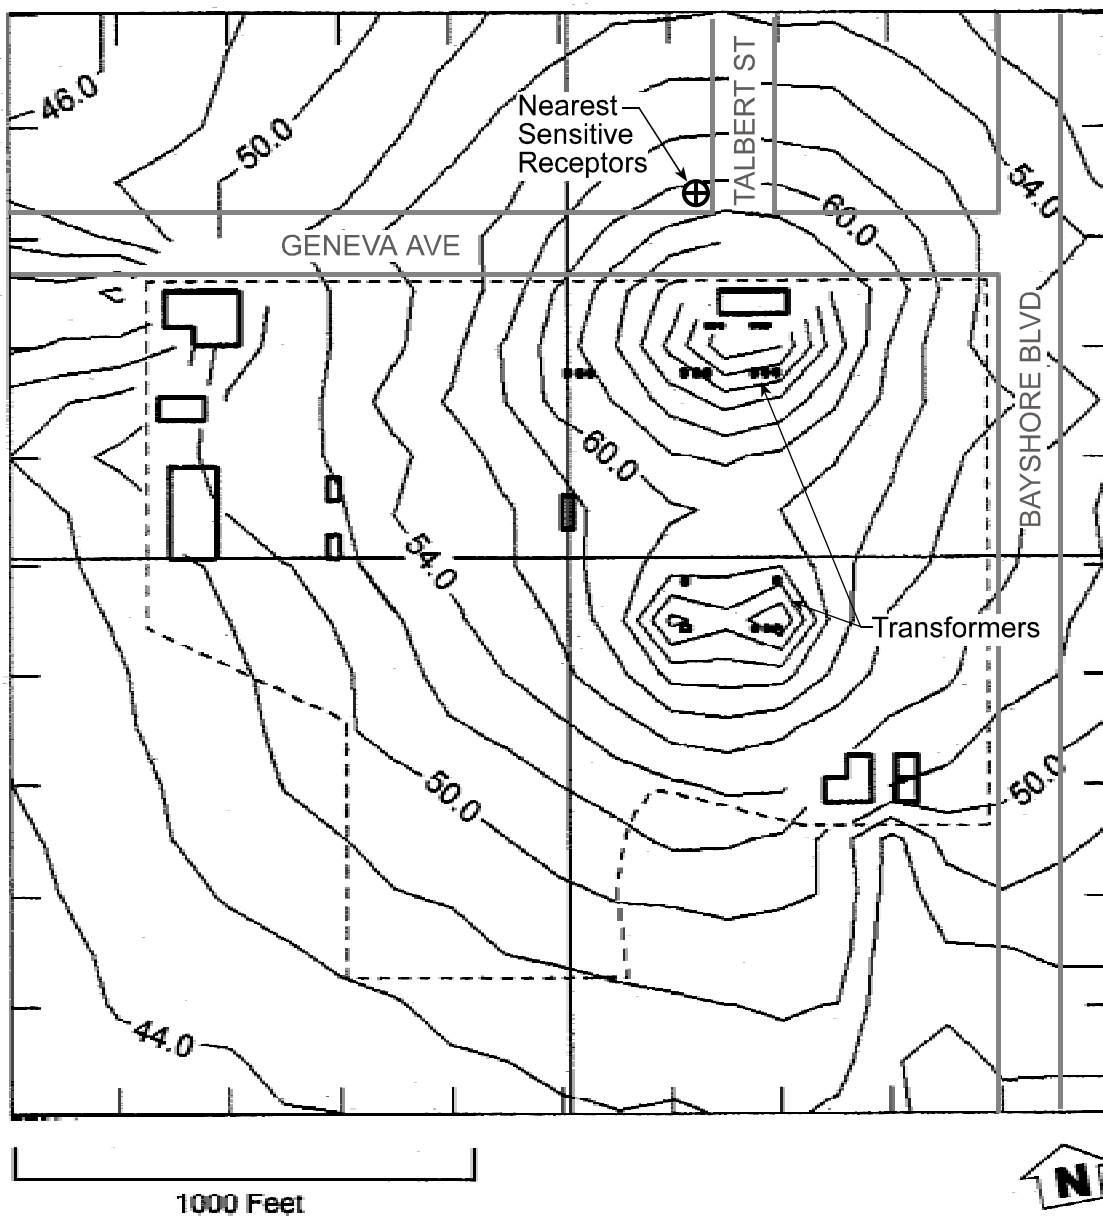 46.0
50.0
Nearest
Sensitive
Receptors
TALBERT ST
54.0
60.0
GENEVA AVE
BAYSHORE BLVD
60.0
54.0
Transformers
50.0
50.0
44.0
1000 Feet
N